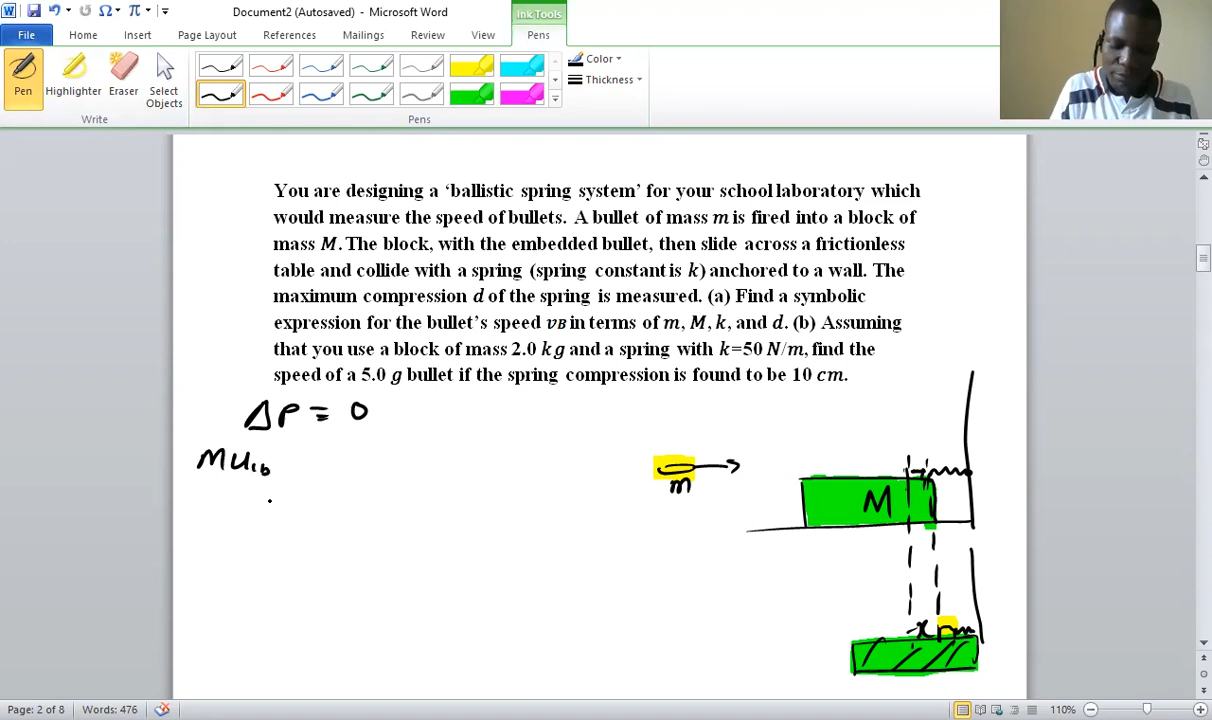 Document2 (Autosaved) - Microsoft Word
Ink Tools
File Home Insert Page Layout References Mailings Review View Pens
Pen Highlighter Eraser Select Objects
Color
Thickness
Write Pens
You are designing a ‘ballistic spring system’ for your school laboratory which
would measure the speed of bullets. A bullet of mass m is fired into a block of
mass M. The block, with the embedded bullet, then slide across a frictionless
table and collide with a spring (spring constant is k) anchored to a wall. The
maximum compression d of the spring is measured. (a) Find a symbolic
expression for the bullet’s speed vB in terms of m, M, k, and d. (b) Assuming
that you use a block of mass 2.0 kg and a spring with k=50 N/m, find the
speed of a 5.0 g bullet if the spring compression is found to be 10 cm.
ΔP = 0
MU1b
m
M
x
Page: 2 of 8 Words: 476 110%